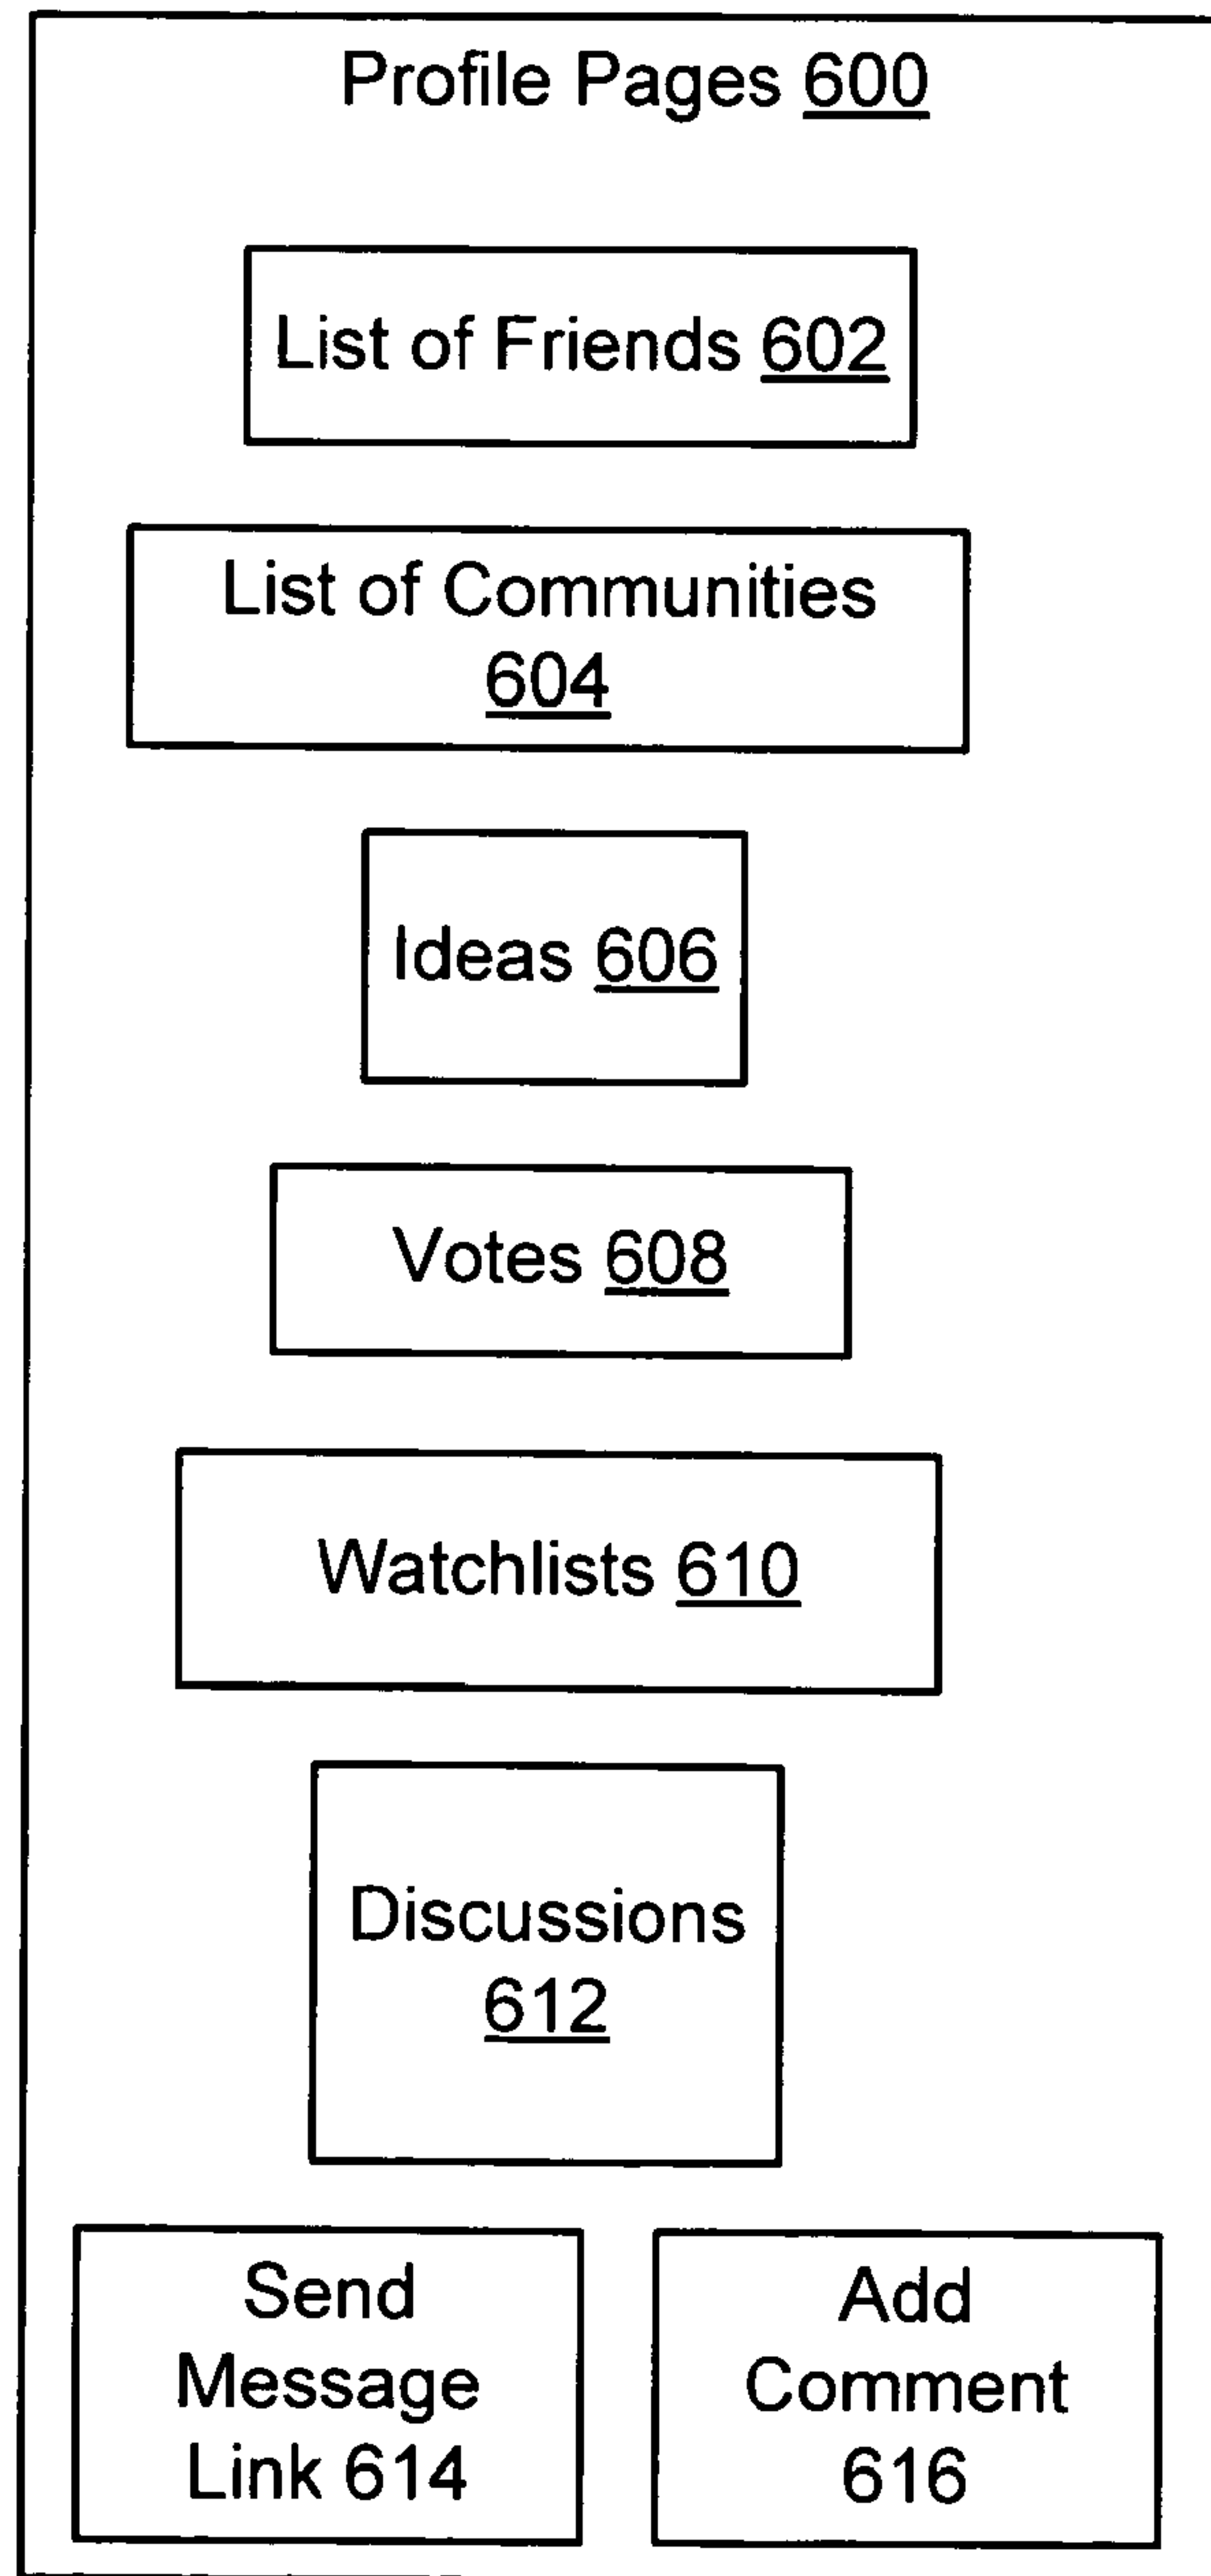 Profile Pages 600
List of Friends 602
List of Communities
604
Ideas 606
Votes 608
Watchlists 610
Discussions
612
Send
Message
Link 614
Add
Comment
616